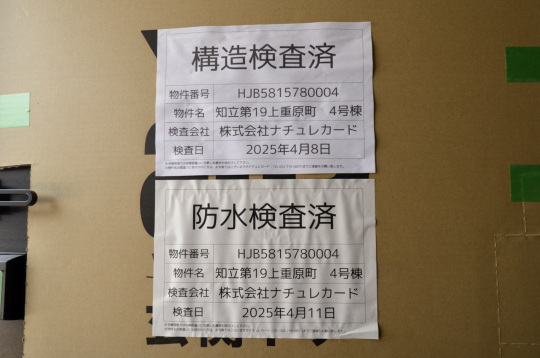 構造検査済
物件番号 HJB5815780004
物件名 知立第19上重原町 4号棟
検査会社 株式会社ナチュレカード
検査日 2025年4月8日
防水検査済
物件番号 HJB5815780004
物件名 知立第19上重原町 4号棟
検査会社 株式会社ナチュレカード
検査日 2025年4月11日